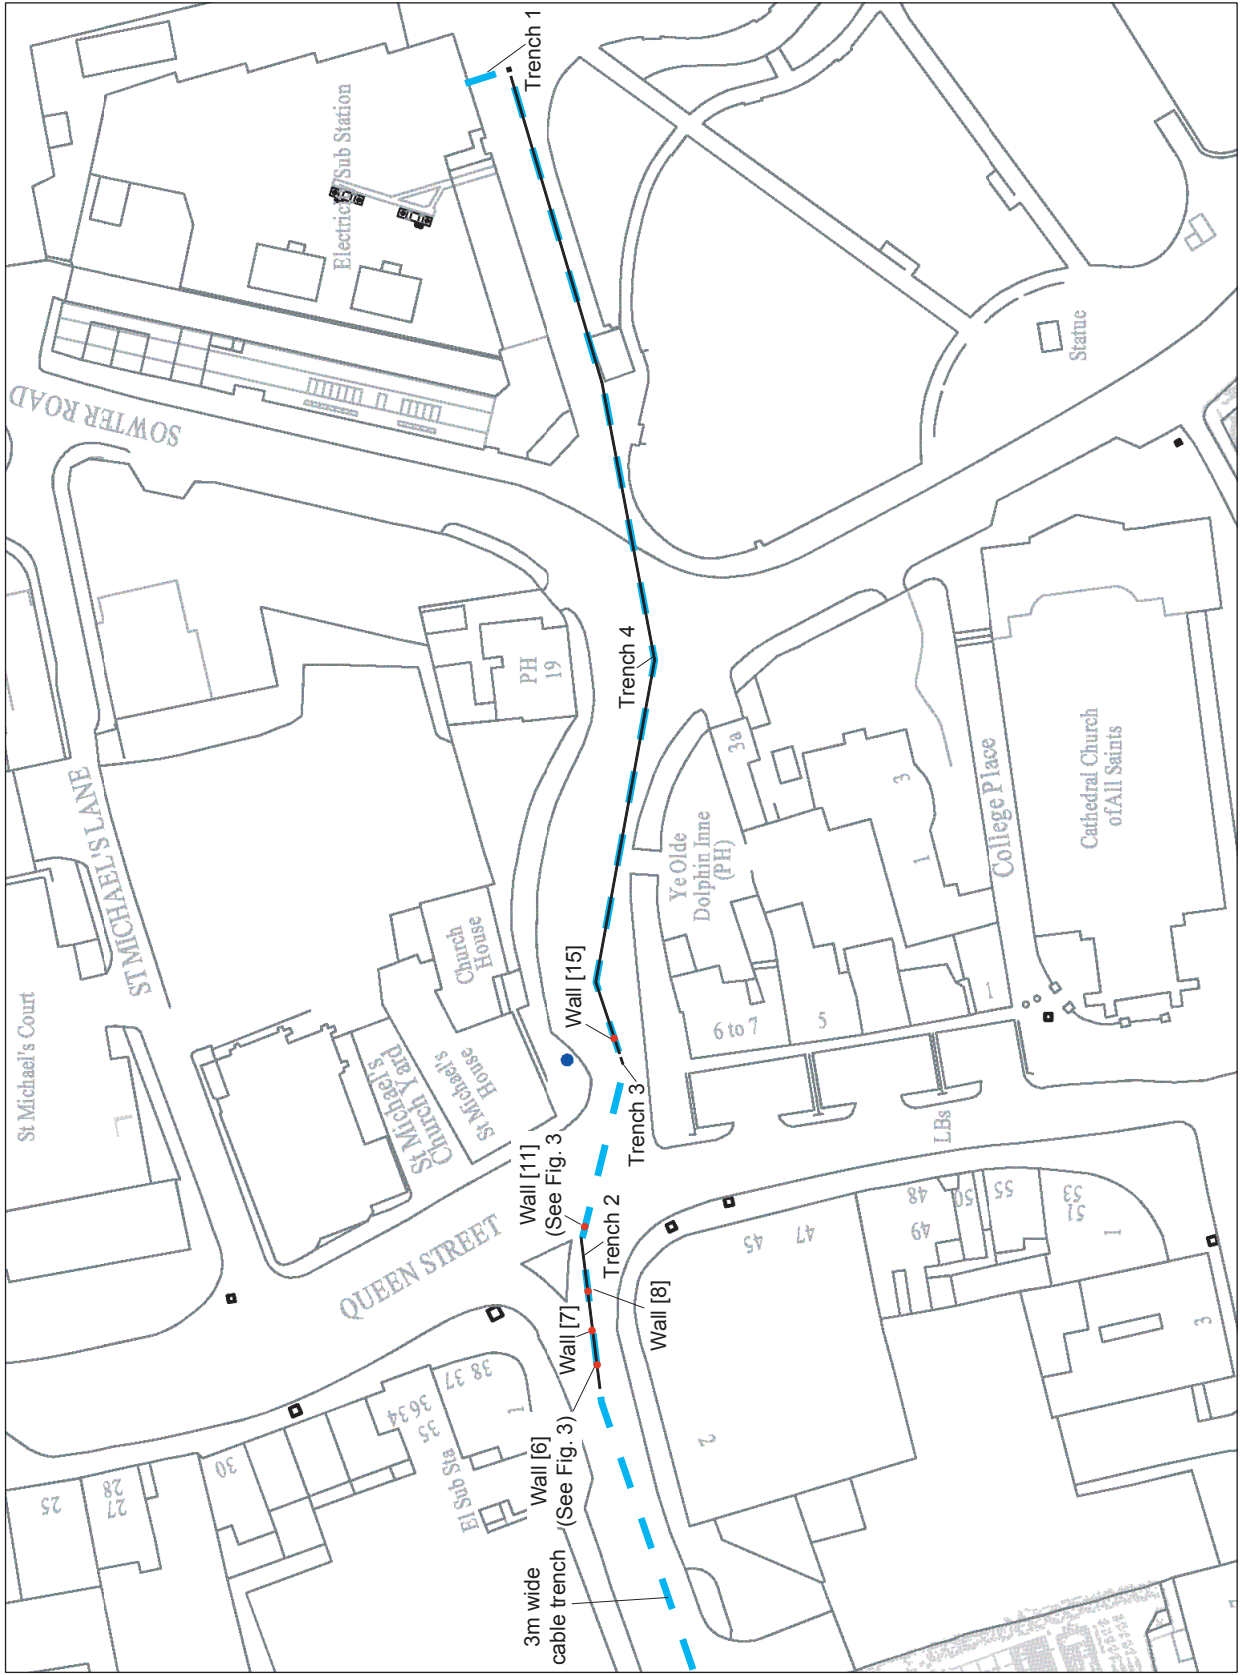 Trench 1
Electricity Sub Station
SOWTER ROAD
Statue
Trench 4
PH
19
ST MICHAEL'S LANE
St Michael's Court
Church
House
St Michael's
Church Yard
St Michael's
House
3a
Ye Olde
Dolphin Inne
(PH)
3
1
College Place
Cathedral Church
of All Saints
Wall [15]
6 to 7
5
1
Trench 3
LBs
Wall [11]
(See Fig. 3)
Trench 2
QUEEN STREET
Wall [7]
Wall [8]
Wall [6]
(See Fig. 3)
3m wide
cable trench
45
47
48
49
50
55
53
51
1
3
2
38 37
36 34
35
1
El Sub Sta
30
28
27
25